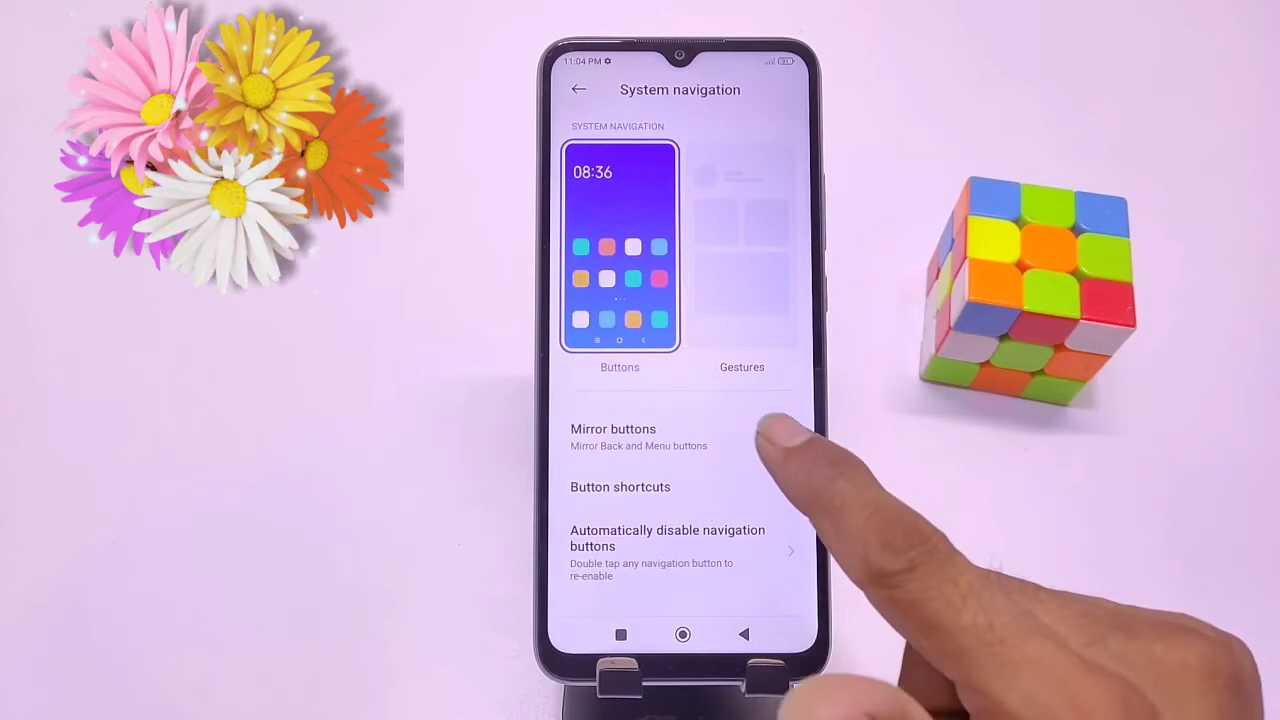 11:04 PM
91
System navigation
SYSTEM NAVIGATION
08:36
Buttons
Gestures
Mirror buttons
Mirror Back and Menu buttons
Button shortcuts
Automatically disable navigation
buttons
Double tap any navigation button to
re-enable